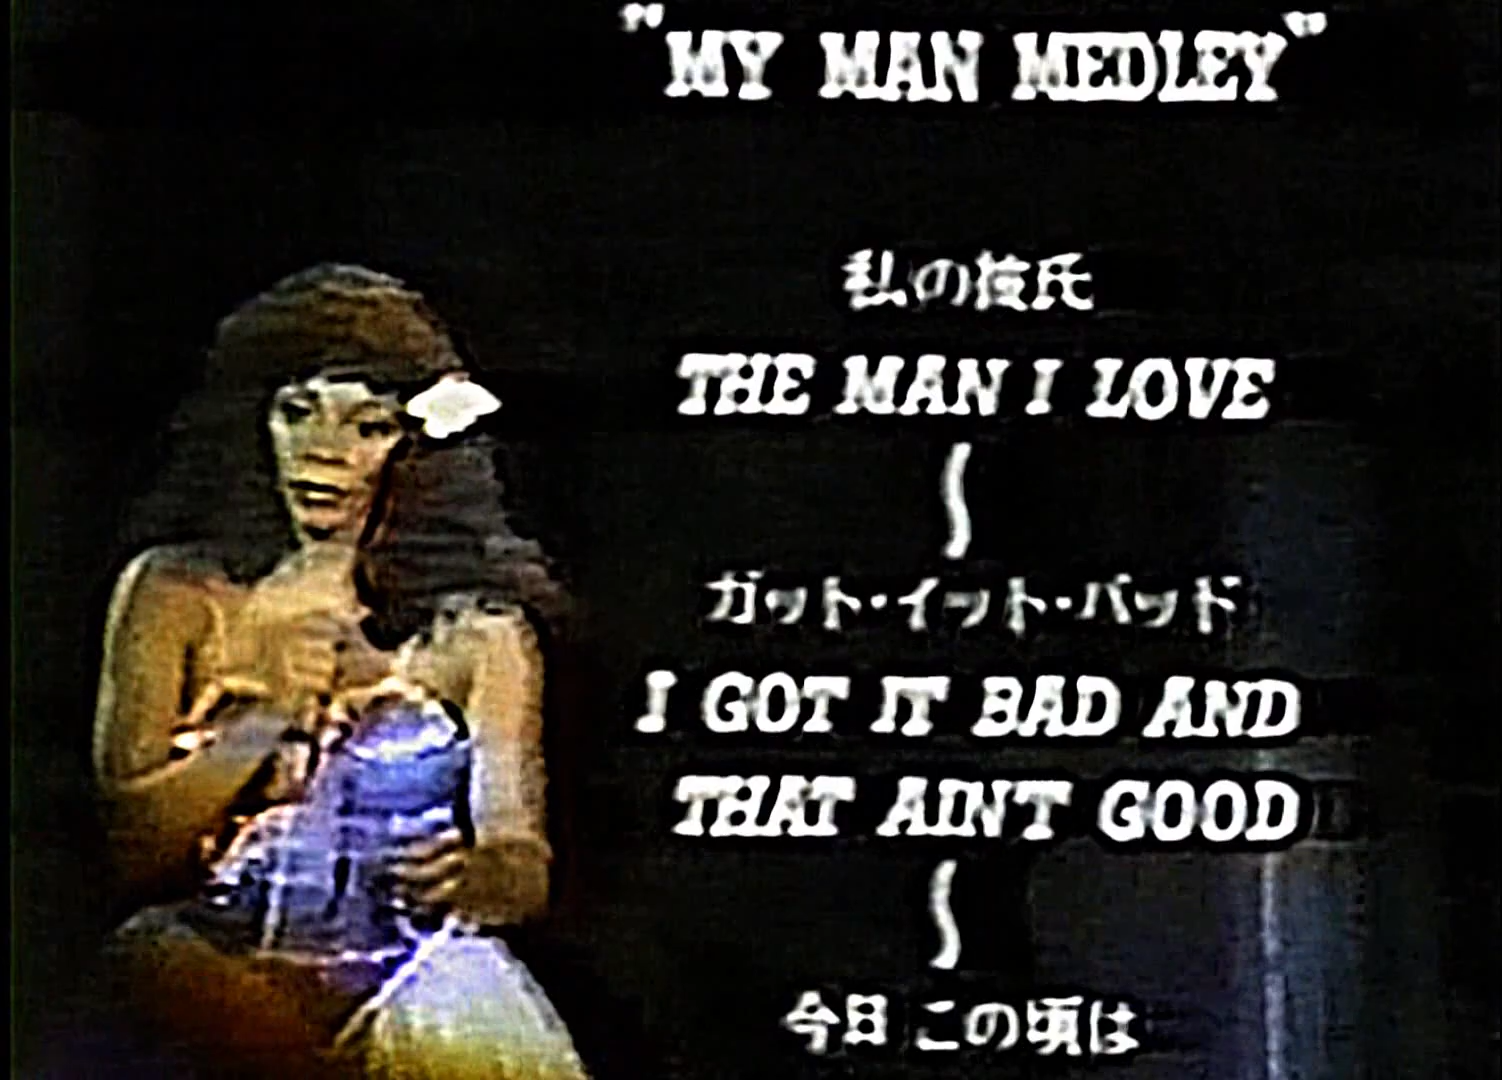 "MY MAN MEDLEY"
私の彼氏
THE MAN I LOVE
ガット・イット・バッド
I GOT IT BAD AND
THAT AIN'T GOOD
今日この頃は